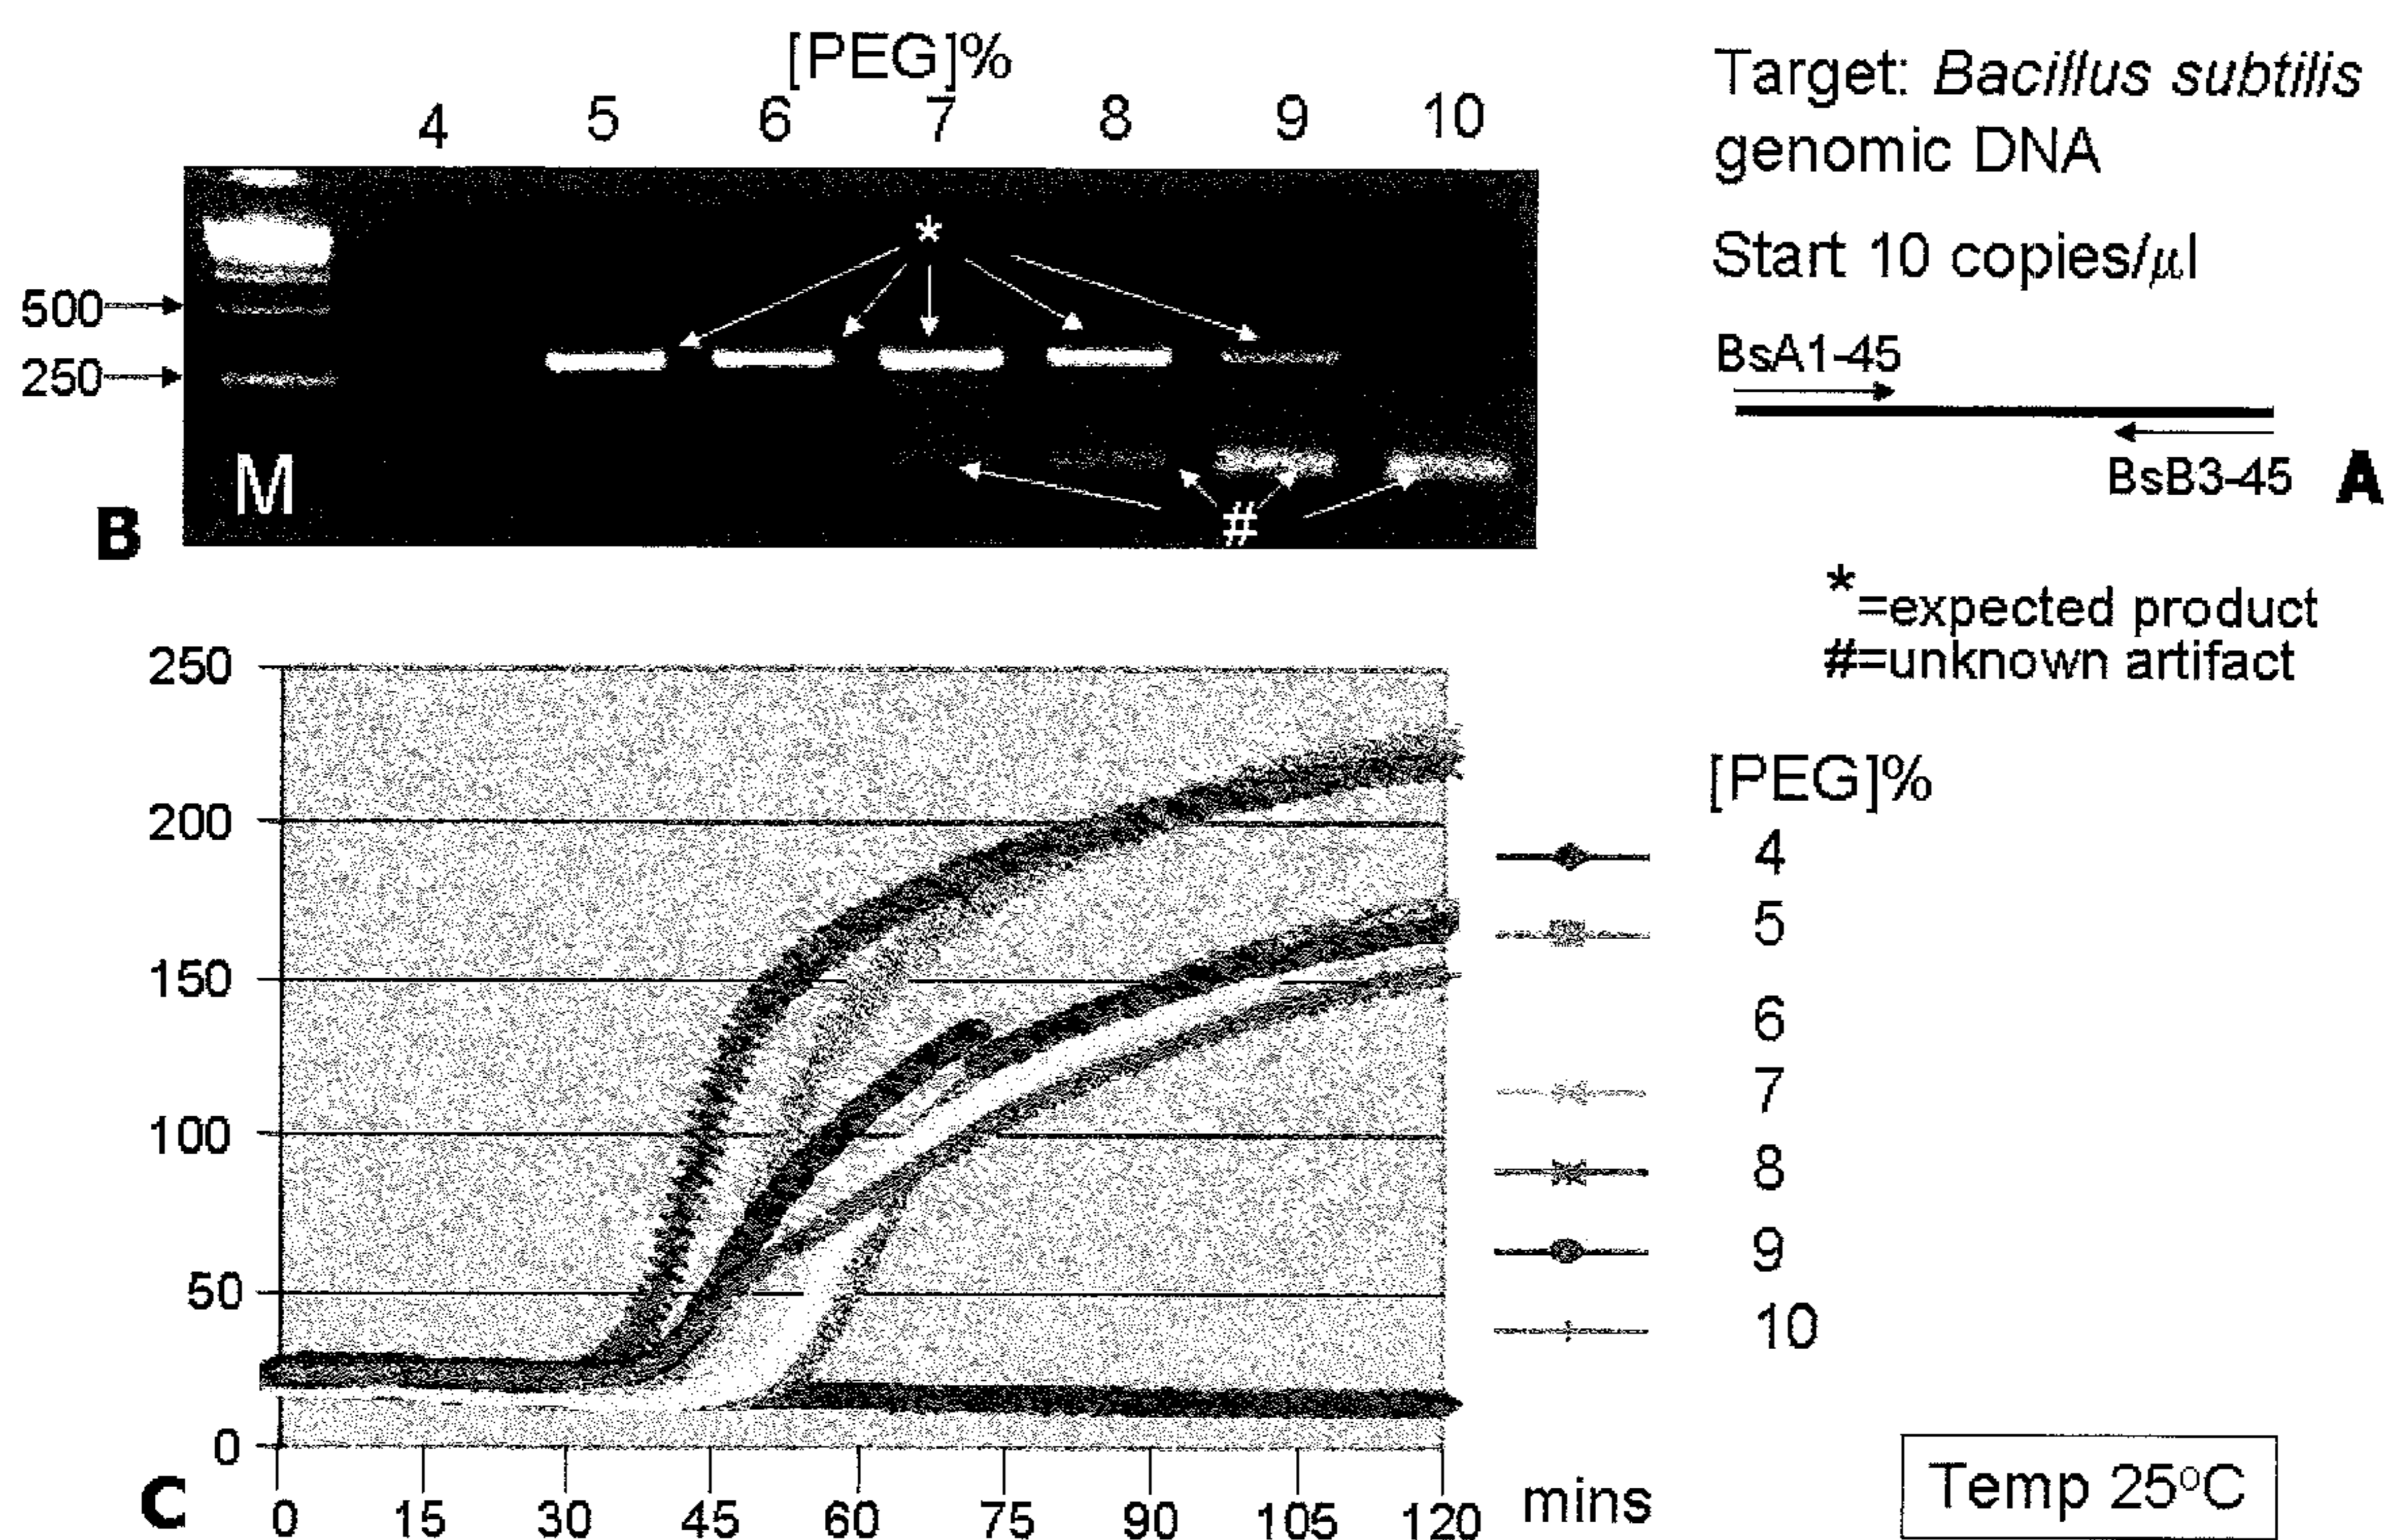 [PEG]%
4 5 6 7 8 9 10
*
500
250
M
#
B
Target: Bacillus subtilis
genomic DNA
Start 10 copies/μl
BsA1-45
BsB3-45
A
*=expected product
#=unknown artifact
250
200
150
100
50
0
0 15 30 45 60 75 90 105 120 mins
C
[PEG]%
4
5
6
7
8
9
10
Temp 25°C